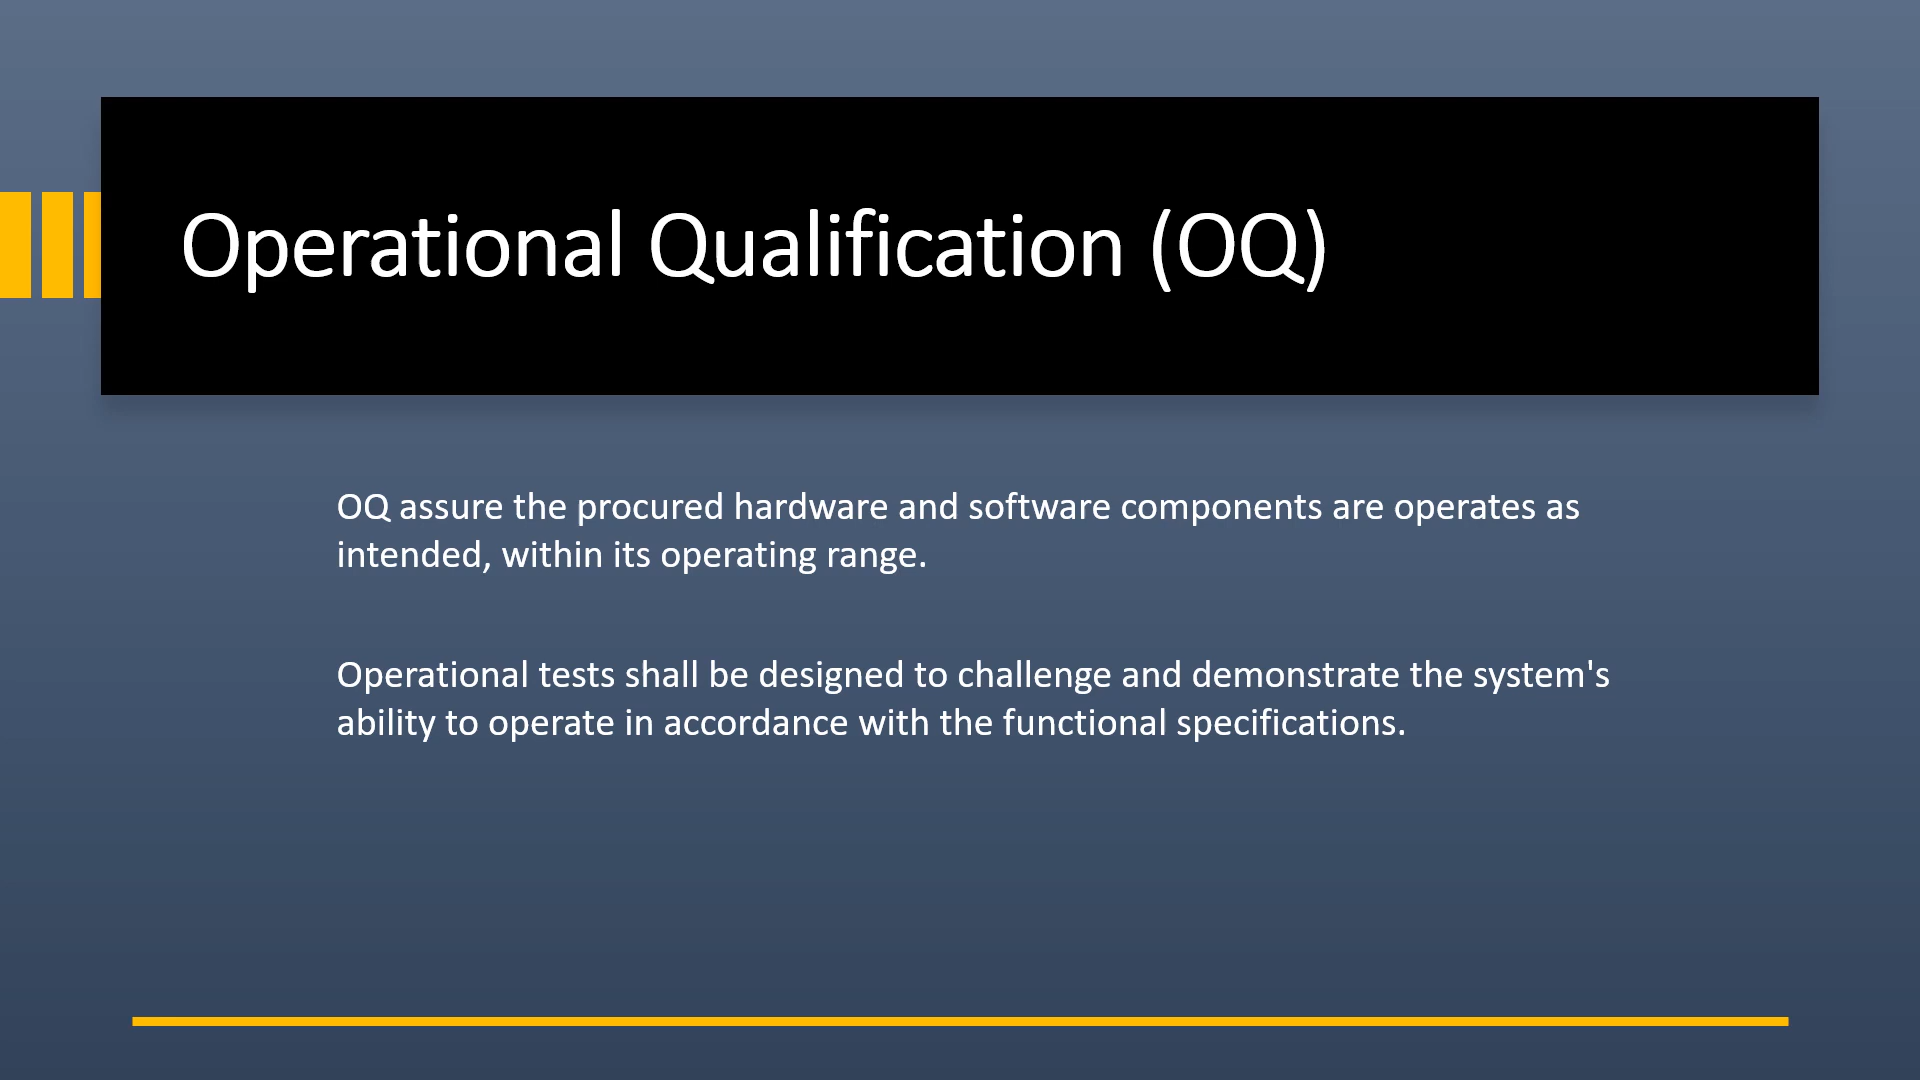 Operational Qualification (OQ)
OQ assure the procured hardware and software components are operates as
intended, within its operating range.
Operational tests shall be designed to challenge and demonstrate the system's
ability to operate in accordance with the functional specifications.